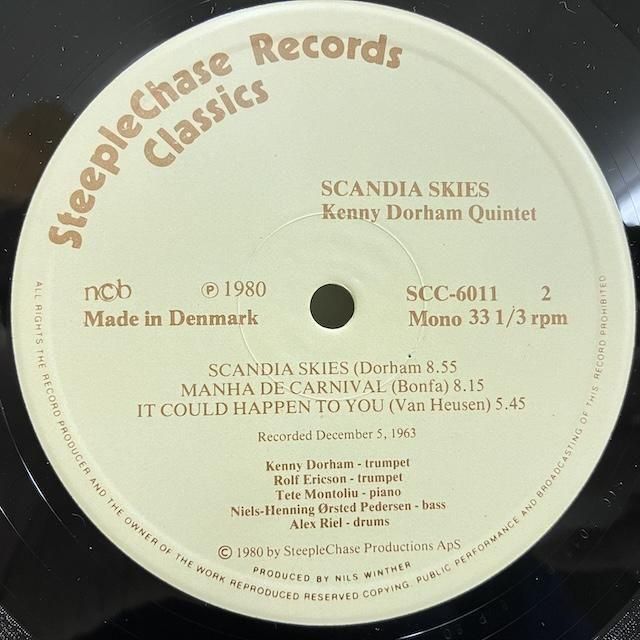 SteepleChase Records
Classics
SCANDIA SKIES
Kenny Dorham Quintet
ncb ℗ 1980 SCC-6011 2
Made in Denmark Mono 33 1/3 rpm
SCANDIA SKIES (Dorham 8.55
MANHA DE CARNIVAL (Bonfa) 8.15
IT COULD HAPPEN TO YOU (Van Heusen) 5.45
Recorded December 5, 1963
Kenny Dorham - trumpet
Rolf Ericson - trumpet
Tete Montoliu - piano
Niels-Henning Ørsted Pedersen - bass
Alex Riel - drums
© 1980 by SteepleChase Productions ApS
PRODUCED BY NILS WINTHER
ALL RIGHTS THE RECORD PRODUCER AND THE OWNER OF THE WORK REPRODUCED RESERVED COPYING, PUBLIC PERFORMANCE AND BROADCASTING OF THIS RECORD PROHIBITED